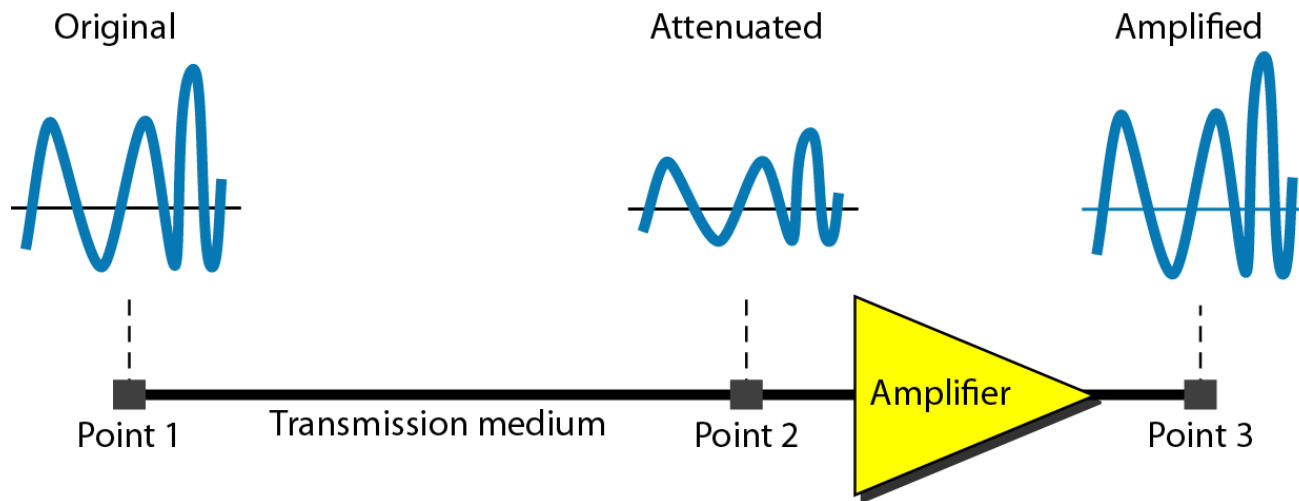 Original
Attenuated
Amplified
Amplifier
Transmission medium
Point 1
Point 2
Point 3